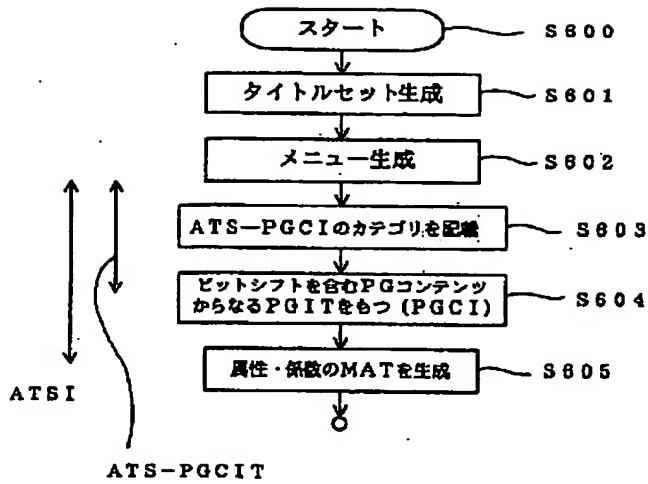 スタート
S600
タイトルセット生成
S601
メニュー生成
S602
ATS-PGCIのカテゴリを記載
S603
ビットシフトを含むPGコンテンツ
からなるPGITをもつ (PGCI)
S604
属性・係数のMATを生成
S605
ATSI
ATS-PGCIT